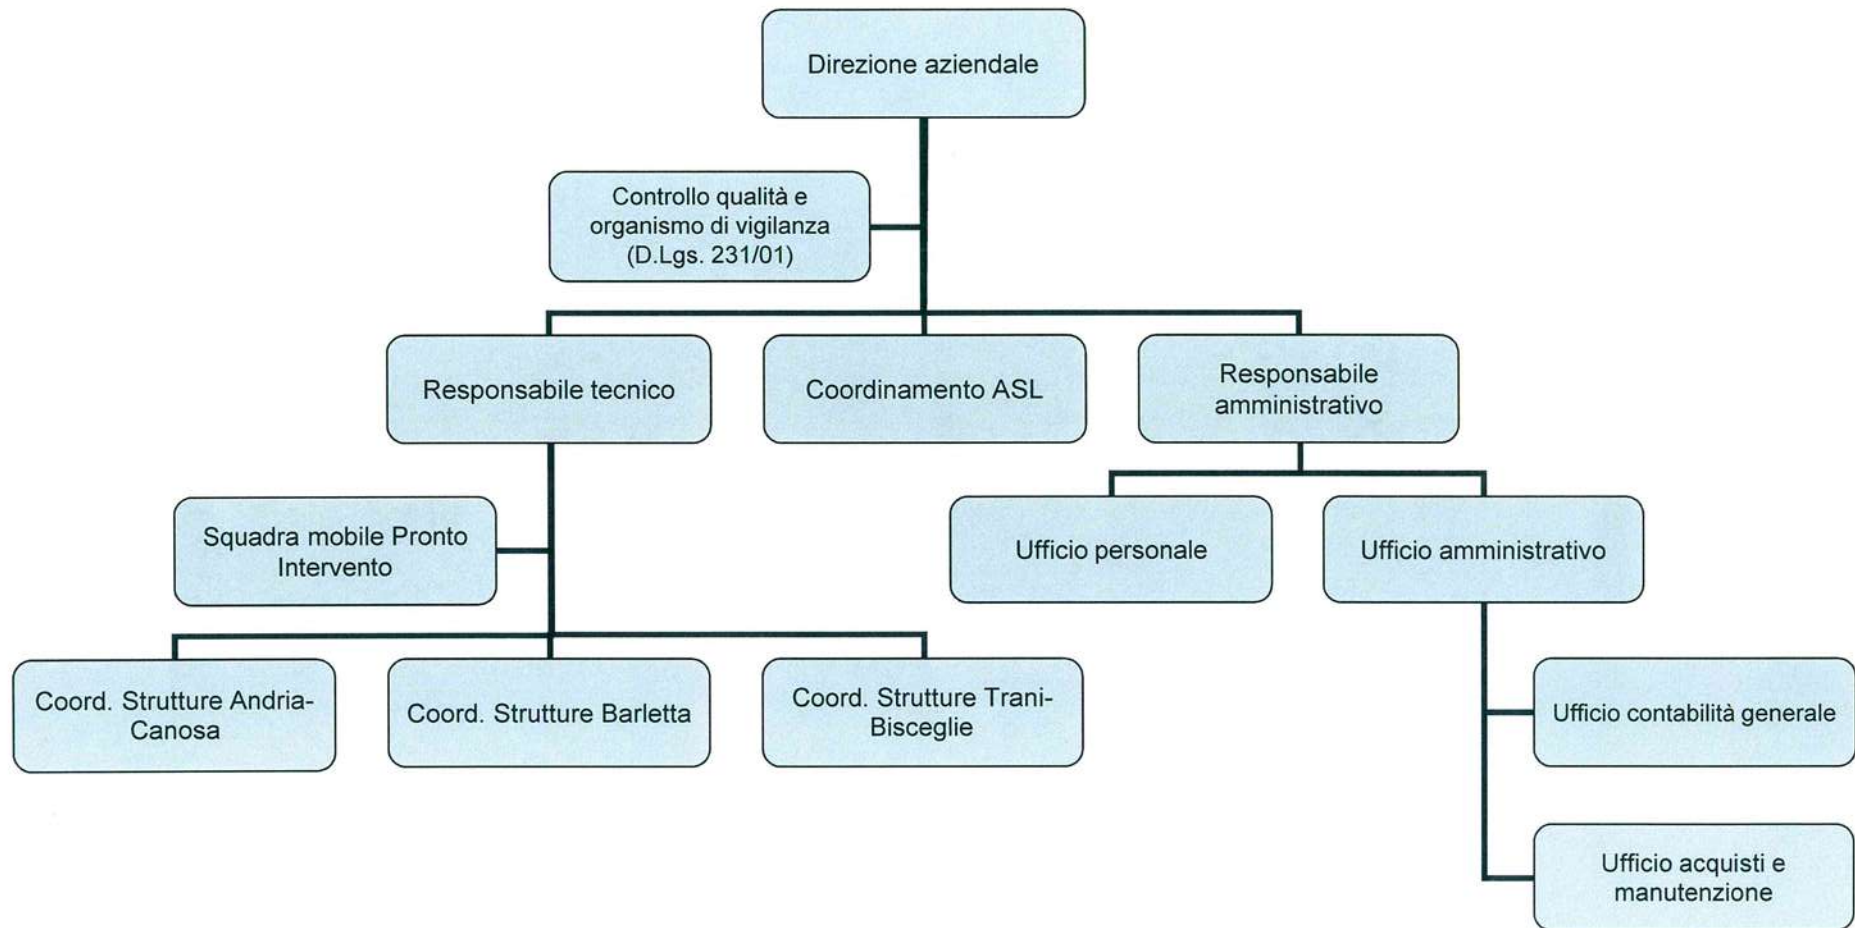 Direzione aziendale
Controllo qualità e
organismo di vigilanza
(D.Lgs. 231/01)
Responsabile tecnico
Coordinamento ASL
Responsabile
amministrativo
Squadra mobile Pronto
Intervento
Ufficio personale
Ufficio amministrativo
Coord. Strutture Andria-
Canosa
Coord. Strutture Barletta
Coord. Strutture Trani-
Bisceglie
Ufficio contabilità generale
Ufficio acquisti e
manutenzione